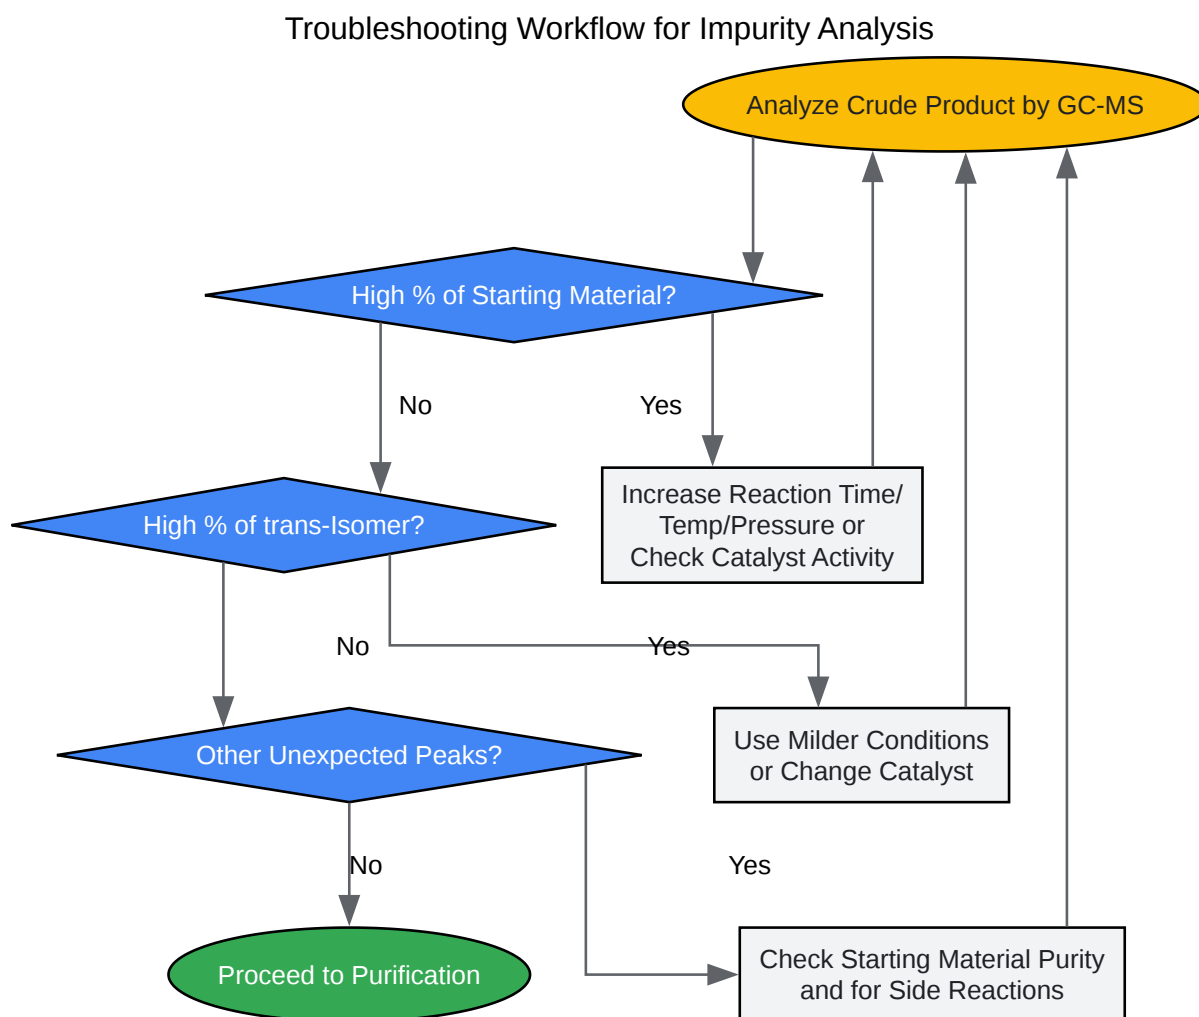 Troubleshooting Workflow for Impurity Analysis
Analyze Crude Product by GC-MS
High % of Starting Material?
No
Yes
Increase Reaction Time/
Temp/Pressure or
Check Catalyst Activity
High % of trans-Isomer?
No
Yes
Use Milder Conditions
or Change Catalyst
Other Unexpected Peaks?
No
Yes
Proceed to Purification
Check Starting Material Purity
and for Side Reactions